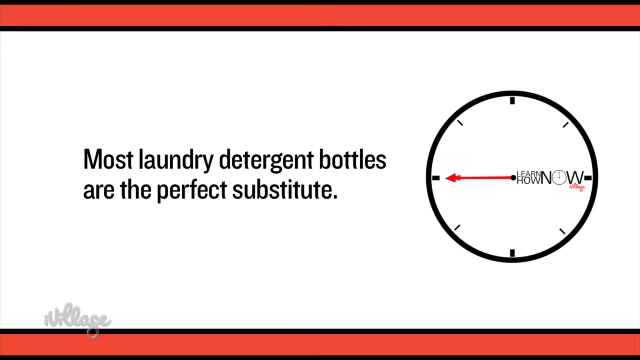 Most laundry detergent bottles
are the perfect substitute.
LEARN
HOW NOW
iVillage
iVillage